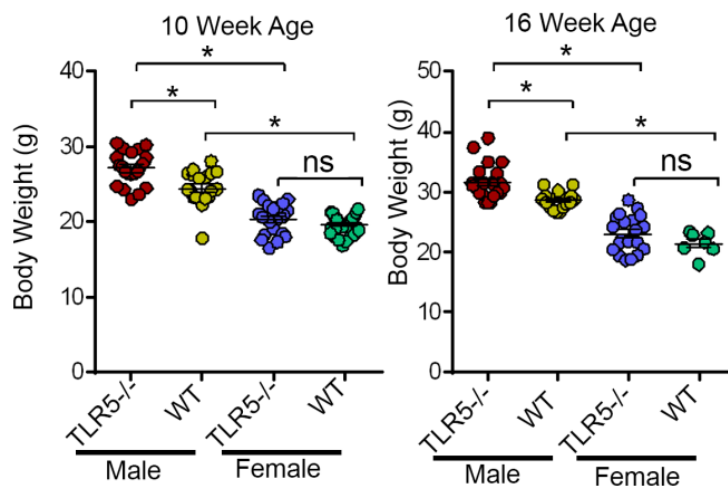 10 Week Age
*
*
*
ns
Body Weight (g)
40
30
20
10
0
TLR5-/-
WT
TLR5-/-
WT
Male
Female
16 Week Age
*
*
*
ns
Body Weight (g)
50
40
30
20
10
0
TLR5-/-
WT
TLR5-/-
WT
Male
Female